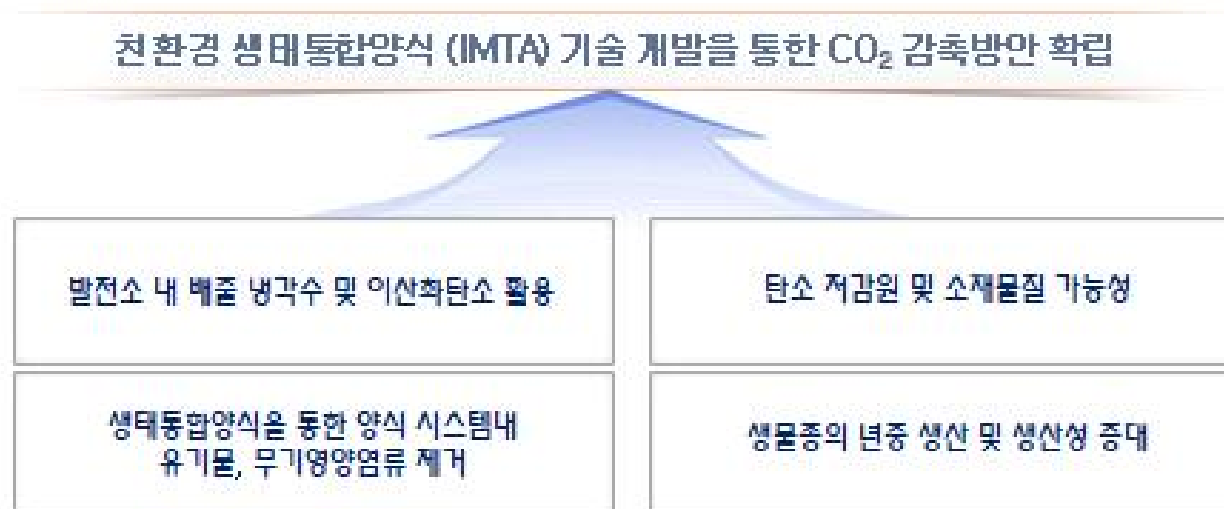 친환경 생태통합양식 (IMTA) 기술 개발을 통한 CO₂ 감축방안 확립
발전소 내 배출 냉각수 및 이산화탄소 활용
탄소 저감원 및 소재물질 가능성
생태통합양식을 통한 양식 시스템내
유기물, 무기영양염류 제거
생물종의 년중 생산 및 생산성 증대